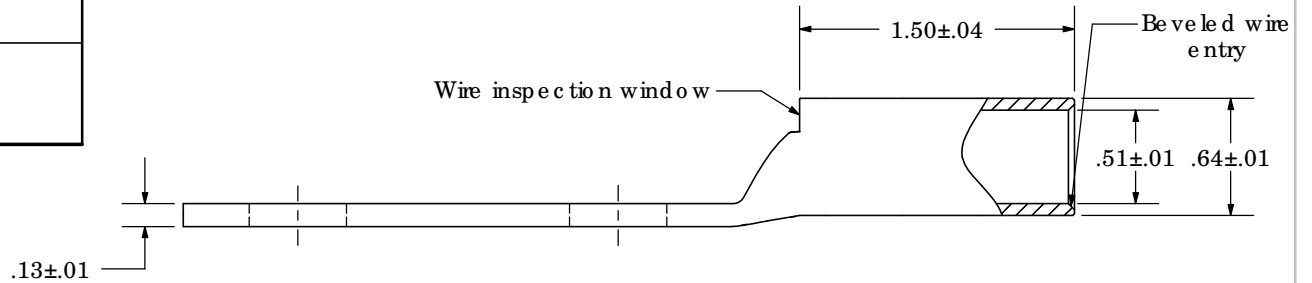 1.50±.04
Beveled wire
entry
Wire inspection window
.51±.01
.64±.01
.13±.01